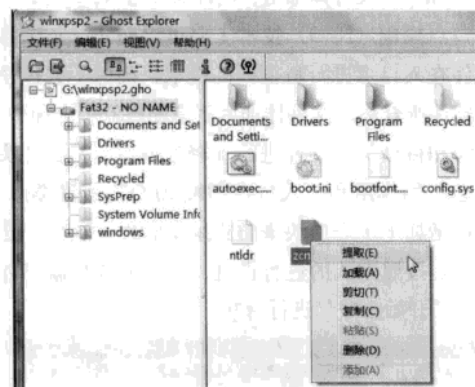 winxpsp2 - Ghost Explorer
文件(F) 编辑(E) 视图(V) 帮助(H)
G:\winxpsp2.gho
Fat32 - NO NAME
Documents and Set
Drivers
Program Files
Recycled
SysPrep
System Volume Info
windows
Documents and Setti...
Drivers
Program Files
Recycled
autoexec....
boot.ini
bootfont....
config.sys
ntldr
zcn
提取(E)
加载(A)
剪切(T)
复制(C)
粘贴(S)
删除(D)
添加(A)